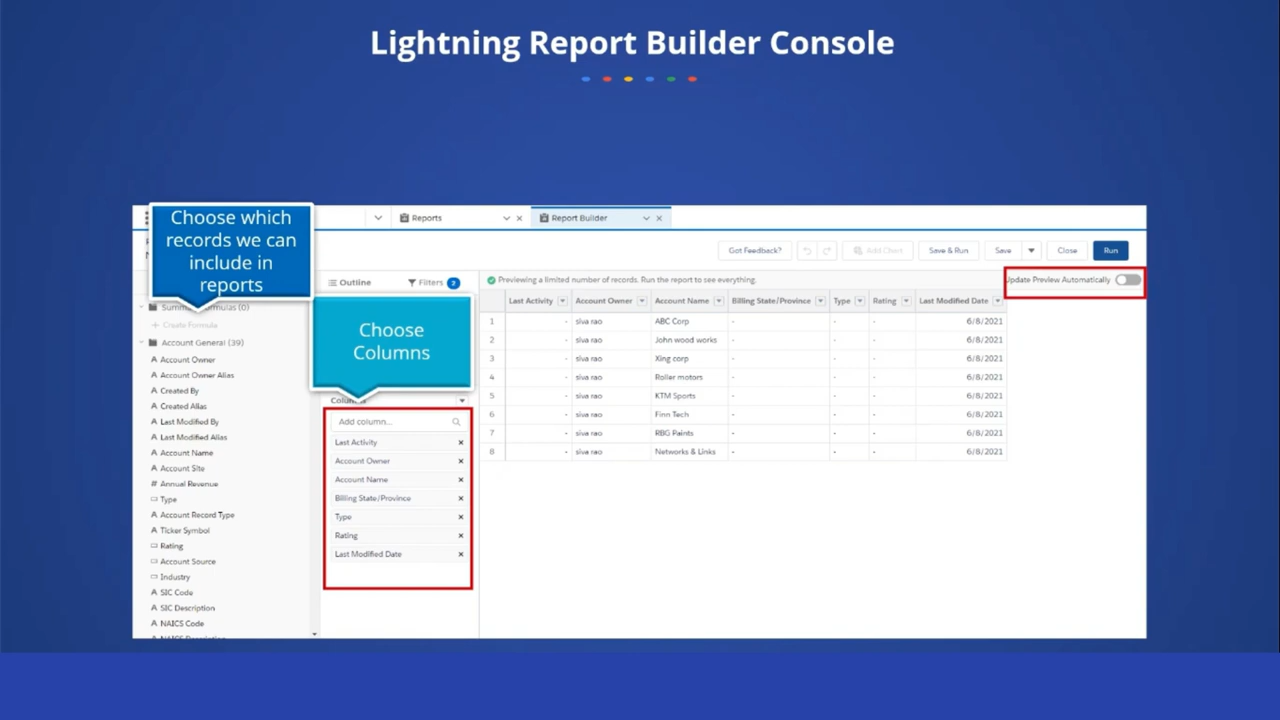 Lightning Report Builder Console
Choose which
records we can
include in
reports
Reports
Report Builder
Got Feedback?
Add Chart
Save & Run
Save
Close
Run
Outline
Filters 2
Previewing a limited number of records. Run the report to see everything.
Update Preview Automatically
Choose
Columns
Create Formula
Account General (39)
A Account Owner
A Account Owner Alias
A Created By
A Created Alias
A Last Modified By
A Last Modified Alias
A Account Name
A Account Site
# Annual Revenue
Type
A Account Record Type
A Ticker Symbol
Rating
Account Source
Industry
A SIC Code
A SIC Description
A NAICS Code
Add column...
Last Activity ×
Account Owner ×
Account Name ×
Billing State/Province ×
Type ×
Rating ×
Last Modified Date ×
Last Activity Account Owner Account Name Billing State/Province Type Rating Last Modified Date
1 - siva rao ABC Corp - - - 6/8/2021
2 - siva rao John wood works - - - 6/8/2021
3 - siva rao Xing corp - - - 6/8/2021
4 - siva rao Roller motors - - - 6/8/2021
5 - siva rao KTM Sports - - - 6/8/2021
6 - siva rao Finn Tech - - - 6/8/2021
7 - siva rao RBG Paints - - - 6/8/2021
8 - siva rao Networks & Links - - - 6/8/2021